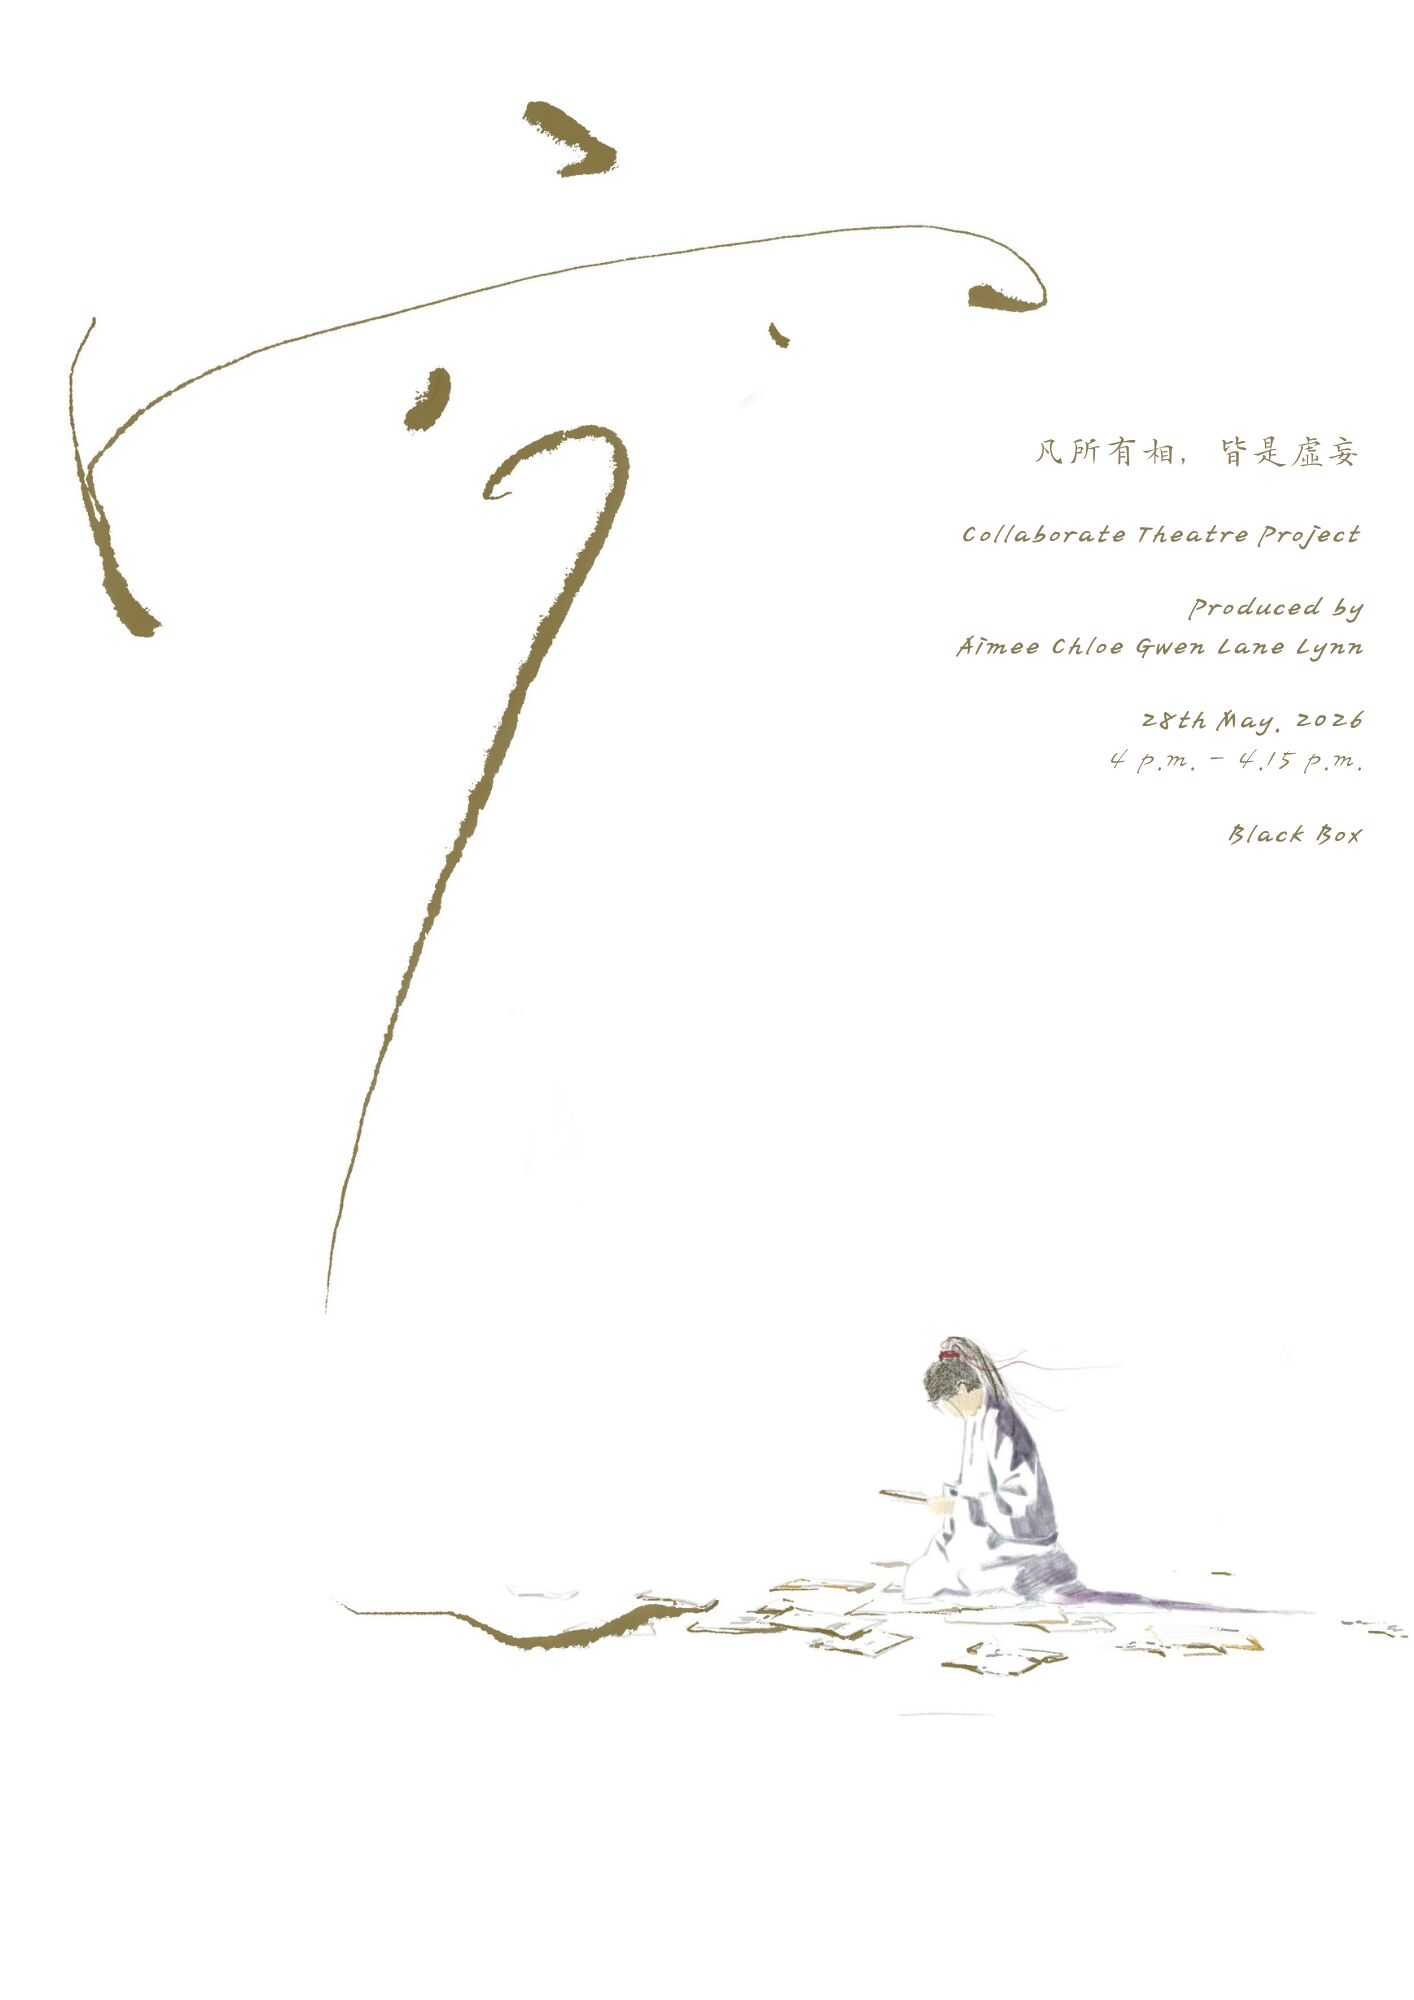 凡所有相，皆是虛妄
Collaborate Theatre Project
Produced by
Aimee Chloe Gwen Lane Lynn
28th May. 2026
4 p.m. - 4.15 p.m.
Black Box